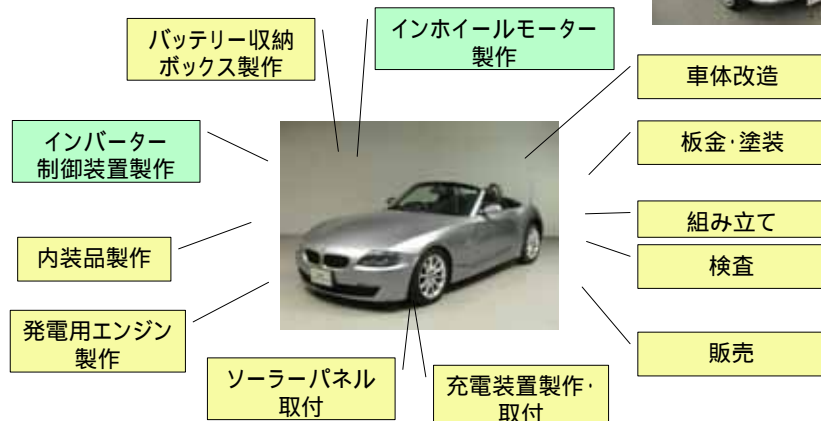 バッテリー収納
ボックス製作
インホイールモーター
製作
車体改造
インバーター
制御装置製作
板金・塗装
組み立て
内装品製作
検査
発電用エンジン
製作
販売
ソーラーパネル
取付
充電装置製作・
取付